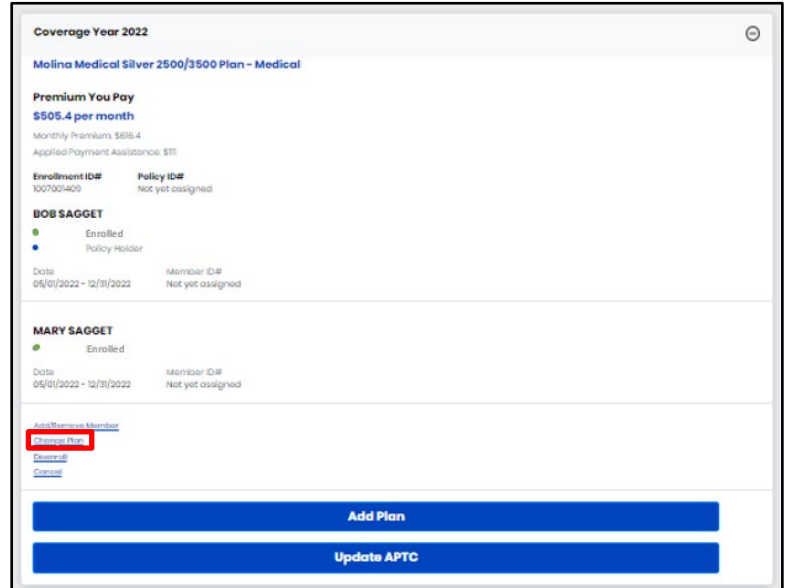 Coverage Year 2022
Molina Medical Silver 2500/3500 Plan - Medical
Premium You Pay
$505.4 per month
Monthly Premium: $616.4
Applied Payment Assistance: $111
Enrollment ID# Policy ID#
1007001409 Not yet assigned
BOB SAGGET
Enrolled
Policy Holder
Date Member ID#
05/01/2022 - 12/31/2022 Not yet assigned
MARY SAGGET
Enrolled
Date Member ID#
05/01/2022 - 12/31/2022 Not yet assigned
Add/Remove Member
Change Plan
Disenroll
Cancel
Add Plan
Update APTC